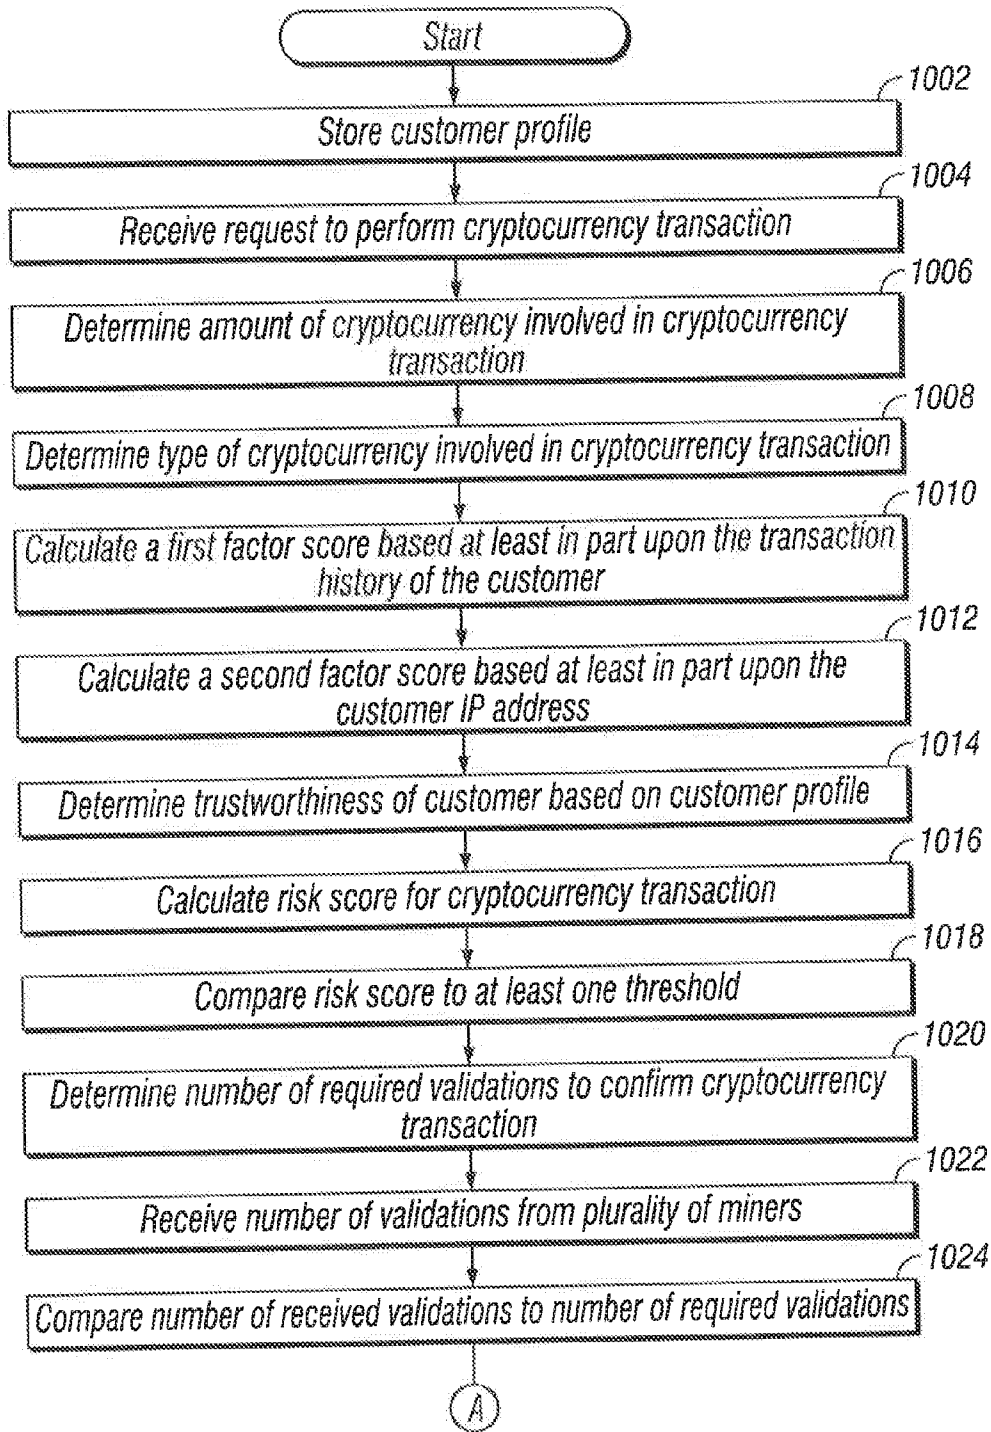 Start
1002
Store customer profile
1004
Receive request to perform cryptocurrency transaction
1006
Determine amount of cryptocurrency involved in cryptocurrency
transaction
1008
Determine type of cryptocurrency involved in cryptocurrency transaction
1010
Calculate a first factor score based at least in part upon the transaction
history of the customer
1012
Calculate a second factor score based at least in part upon the
customer IP address
1014
Determine trustworthiness of customer based on customer profile
1016
Calculate risk score for cryptocurrency transaction
1018
Compare risk score to at least one threshold
1020
Determine number of required validations to confirm cryptocurrency
transaction
1022
Receive number of validations from plurality of miners
1024
Compare number of received validations to number of required validations
A